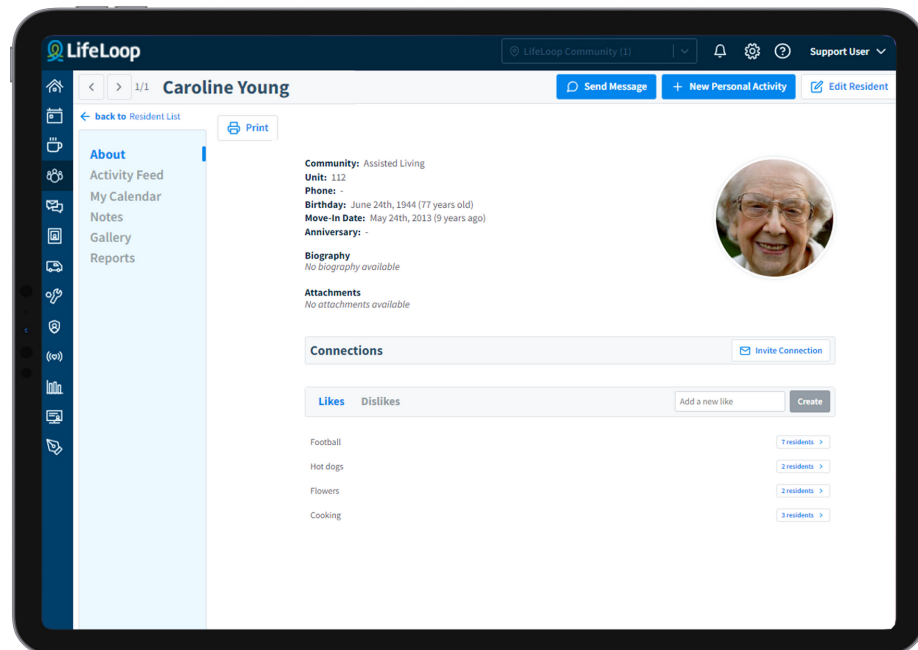 LifeLoop
LifeLoop Community (1)
Support User
1/1 Caroline Young
Send Message
+ New Personal Activity
Edit Resident
back to Resident List
Print
About
Activity Feed
My Calendar
Notes
Gallery
Reports
Community: Assisted Living
Unit: 112
Phone: -
Birthday: June 24th, 1944 (77 years old)
Move-In Date: May 24th, 2013 (9 years ago)
Anniversary: -
Biography
No biography available
Attachments
No attachments available
Connections
Invite Connection
Likes Dislikes
Add a new like
Create
Football 7 residents >
Hot dogs 2 residents >
Flowers 2 residents >
Cooking 3 residents >